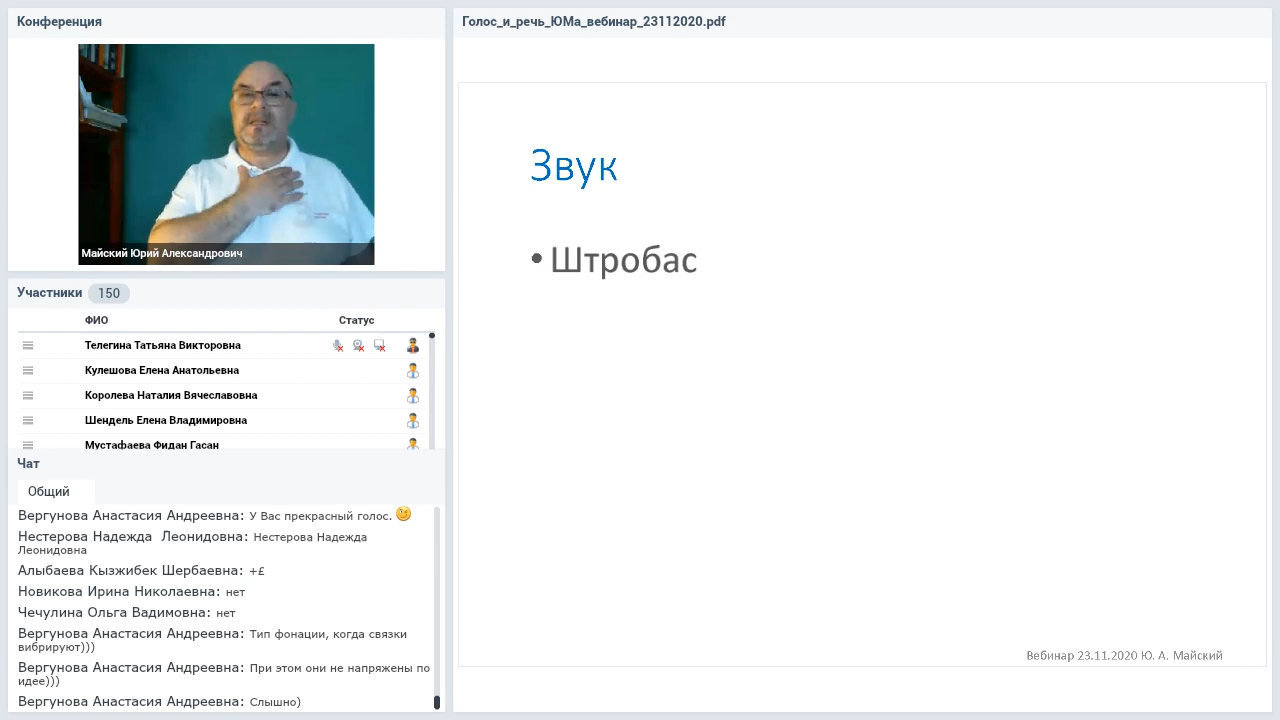 Конференция
Майский Юрий Александрович
Участники 150
ФИО Статус
Телегина Татьяна Викторовна
Кулешова Елена Анатольевна
Королева Наталия Вячеславовна
Шендель Елена Владимировна
Мустафаева Фидан Гасан
Чат
Общий
Вергунова Анастасия Андреевна: У Вас прекрасный голос.
Нестерова Надежда  Леонидовна: Нестерова Надежда
Леонидовна
Алыбаева Кызжибек Шербаевна: +£
Новикова Ирина Николаевна: нет
Чечулина Ольга Вадимовна: нет
Вергунова Анастасия Андреевна: Тип фонации, когда связки
вибрируют)))
Вергунова Анастасия Андреевна: При этом они не напряжены по
идее)))
Вергунова Анастасия Андреевна: Слышно)
Голос_и_речь_ЮМа_вебинар_23112020.pdf
Звук
• Штробас
Вебинар 23.11.2020 Ю. А. Майский